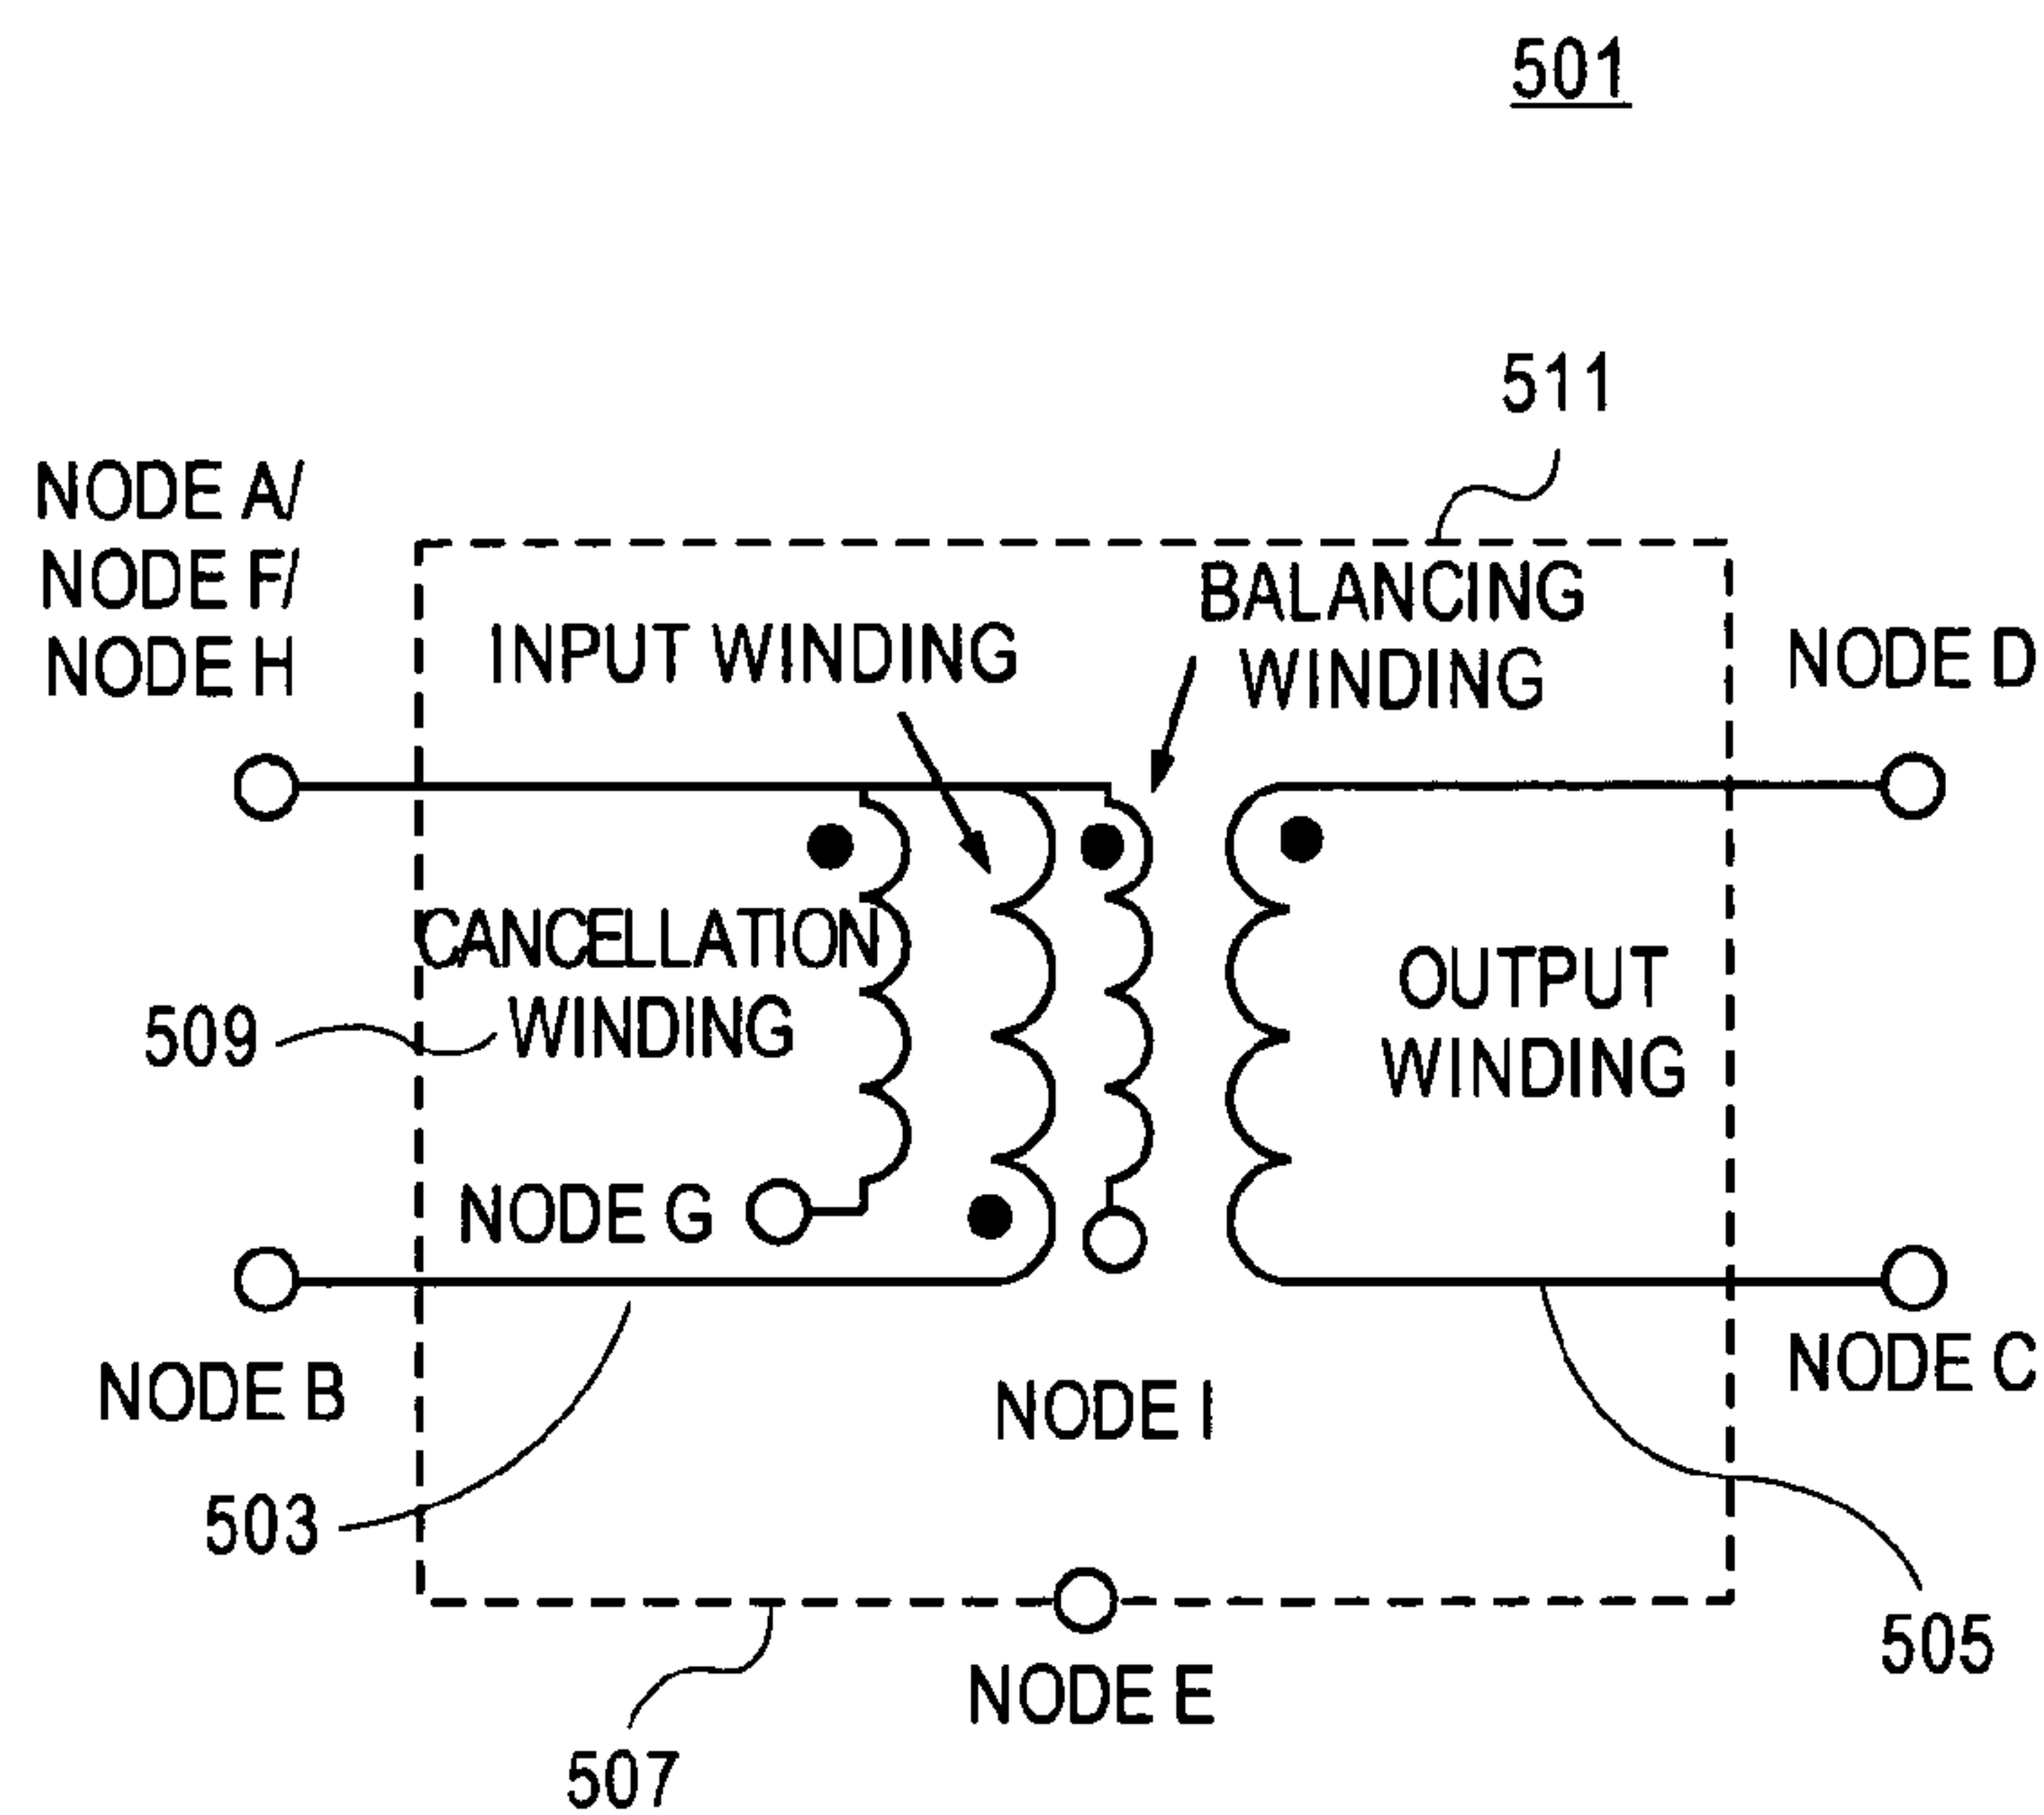 501
511
NODE A/
NODE F/
NODE H
INPUT WINDING
BALANCING
WINDING
NODE D
CANCELLATION
WINDING
509
OUTPUT
WINDING
NODE G
NODE B
NODE I
NODE C
503
505
NODE E
507